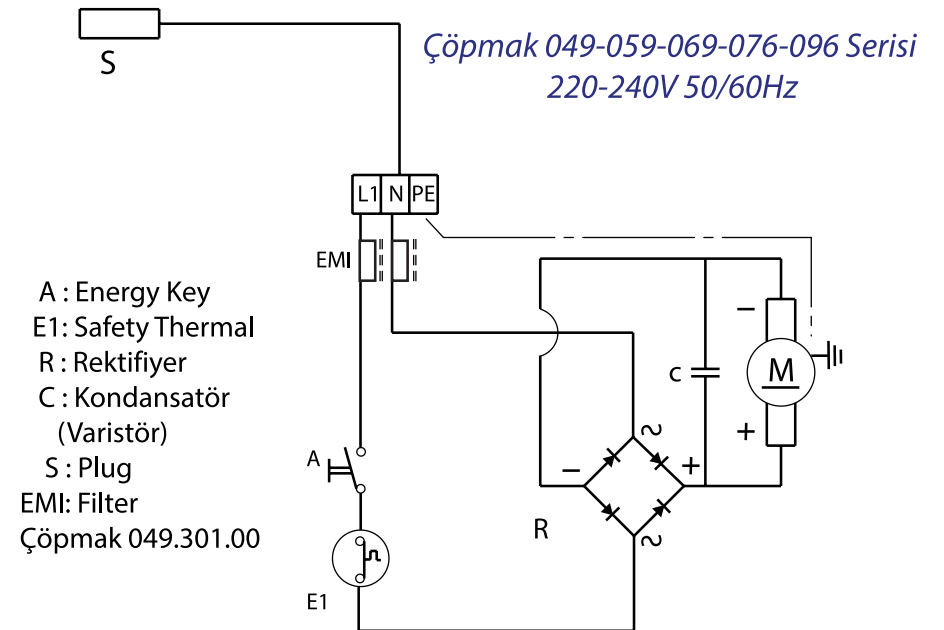 S
Çöpmak 049-059-069-076-096 Serisi
220-240V 50/60Hz
L1 N PE
EMI
A : Energy Key
E1: Safety Thermal
R : Rektifiyer
C : Kondansatör
(Varistör)
S : Plug
EMI: Filter
Çöpmak 049.301.00
A
E1
R
− +
~
~
C
−
M
+